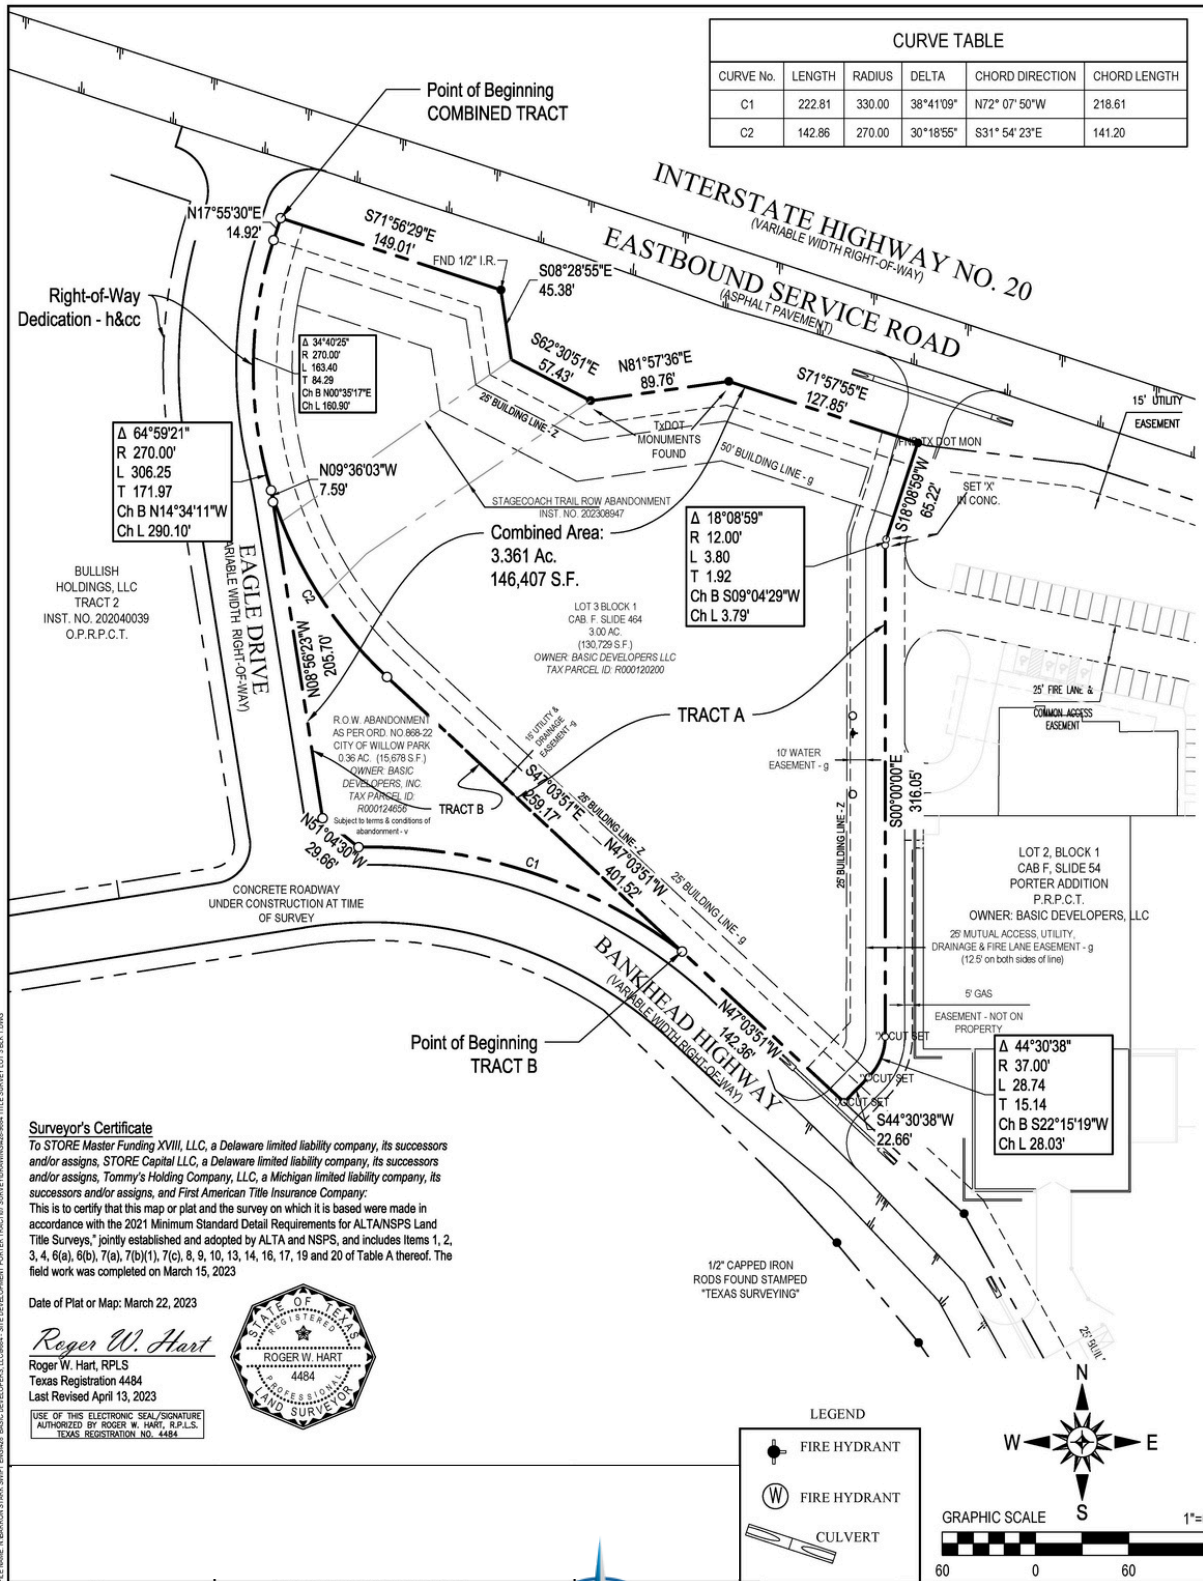 CURVE TABLE
CURVE No. LENGTH RADIUS DELTA CHORD DIRECTION CHORD LENGTH
C1 222.81 330.00 38°41'09" N72° 07' 50"W 218.61
C2 142.86 270.00 30°18'55" S31° 54' 23"E 141.20
Point of Beginning
COMBINED TRACT
INTERSTATE HIGHWAY NO. 20
(VARIABLE WIDTH RIGHT-OF-WAY)
EASTBOUND SERVICE ROAD
(ASPHALT PAVEMENT)
N17°55'30"E
14.92'
S71°56'29"E
149.01'
FND 1/2" I.R.
S08°28'55"E
45.38'
Right-of-Way
Dedication - h&cc
S62°30'51"E
57.43'
N81°57'36"E
89.76'
S71°57'55"E
127.85'
15' UTILITY
EASEMENT
Δ 34°40'25"
R 270.00'
L 163.40
T 84.29
Ch B N00°35'17"E
Ch L 160.90'
25' BUILDING LINE - Z
TxDOT
MONUMENTS
FOUND
FND TX DOT MON
50' BUILDING LINE - g
Δ 64°59'21"
R 270.00'
L 306.25
T 171.97
Ch B N14°34'11"W
Ch L 290.10'
N09°36'03"W
7.59'
S18°08'59"W
65.22'
SET 'X'
IN CONC.
STAGECOACH TRAIL ROW ABANDONMENT
INST. NO. 202308947
Combined Area:
3.361 Ac.
146,407 S.F.
Δ 18°08'59"
R 12.00'
L 3.80
T 1.92
Ch B S09°04'29"W
Ch L 3.79'
BULLISH
HOLDINGS, LLC
TRACT 2
INST. NO. 202040039
O.P.R.P.C.T.
EAGLE DRIVE
(VARIABLE WIDTH RIGHT-OF-WAY)
C2
N08°56'23"W
205.70'
LOT 3 BLOCK 1
CAB. F. SLIDE 464
3.00 AC.
(130,729 S.F.)
OWNER: BASIC DEVELOPERS LLC
TAX PARCEL ID: R000120200
25' FIRE LANE &
COMMON ACCESS
EASEMENT
TRACT A
R.O.W. ABANDONMENT
AS PER ORD. NO.868-22
CITY OF WILLOW PARK
0.36 AC. (15,678 S.F.)
OWNER: BASIC
DEVELOPERS, INC.
TAX PARCEL ID:
R000124656
Subject to terms & conditions of
abandonment - v
15' UTILITY &
DRAINAGE
EASEMENT-g
10' WATER
EASEMENT - g
S00°00'00"E
316.05'
TRACT B
S47°03'51"E
259.17'
25' BUILDING LINE- Z
25' BUILDING LINE - Z
N51°04'30"W
29.66'
N47°03'51"W
401.52'
25' BUILDING LINE - g
C1
CONCRETE ROADWAY
UNDER CONSTRUCTION AT TIME
OF SURVEY
LOT 2, BLOCK 1
CAB F, SLIDE 54
PORTER ADDITION
P.R.P.C.T.
OWNER: BASIC DEVELOPERS, LLC
25' MUTUAL ACCESS, UTILITY,
DRAINAGE & FIRE LANE EASEMENT - g
(12.5' on both sides of line)
BANKHEAD HIGHWAY
(VARIABLE WIDTH RIGHT-OF-WAY)
5' GAS
EASEMENT - NOT ON
PROPERTY
Point of Beginning
TRACT B
N47°03'51"W
142.36'
'X' CUT SET
'X' CUT SET
'X' CUT SET
Δ 44°30'38"
R 37.00'
L 28.74
T 15.14
Ch B S22°15'19"W
Ch L 28.03'
S44°30'38"W
22.66'
Surveyor's Certificate
To STORE Master Funding XVIII, LLC, a Delaware limited liability company, its successors
and/or assigns, STORE Capital LLC, a Delaware limited liability company, its successors
and/or assigns, Tommy's Holding Company, LLC, a Michigan limited liability company, its
successors and/or assigns, and First American Title Insurance Company:
This is to certify that this map or plat and the survey on which it is based were made in
accordance with the 2021 Minimum Standard Detail Requirements for ALTA/NSPS Land
Title Surveys," jointly established and adopted by ALTA and NSPS, and includes Items 1, 2,
3, 4, 6(a), 6(b), 7(a), 7(b)(1), 7(c), 8, 9, 10, 13, 14, 16, 17, 19 and 20 of Table A thereof. The
field work was completed on March 15, 2023
Date of Plat or Map: March 22, 2023
Roger W. Hart
Roger W. Hart, RPLS
Texas Registration 4484
Last Revised April 13, 2023
USE OF THIS ELECTRONIC SEAL/SIGNATURE
AUTHORIZED BY ROGER W. HART, R.P.L.S.
TEXAS REGISTRATION NO. 4484
STATE OF TEXAS
REGISTERED
ROGER W. HART
4484
PROFESSIONAL
LAND SURVEYOR
1/2" CAPPED IRON
RODS FOUND STAMPED
"TEXAS SURVEYING"
LEGEND
FIRE HYDRANT
W FIRE HYDRANT
CULVERT
N
W E
S
GRAPHIC SCALE 1"=
60 0 60